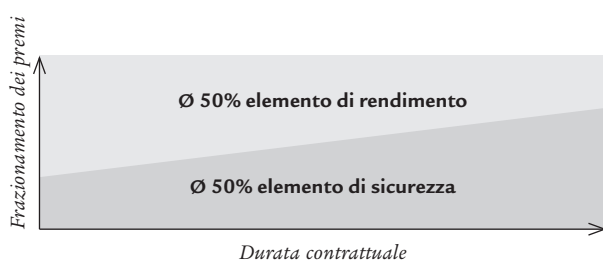 Frazionamento dei premi
Ø 50% elemento di rendimento
Ø 50% elemento di sicurezza
Durata contrattuale